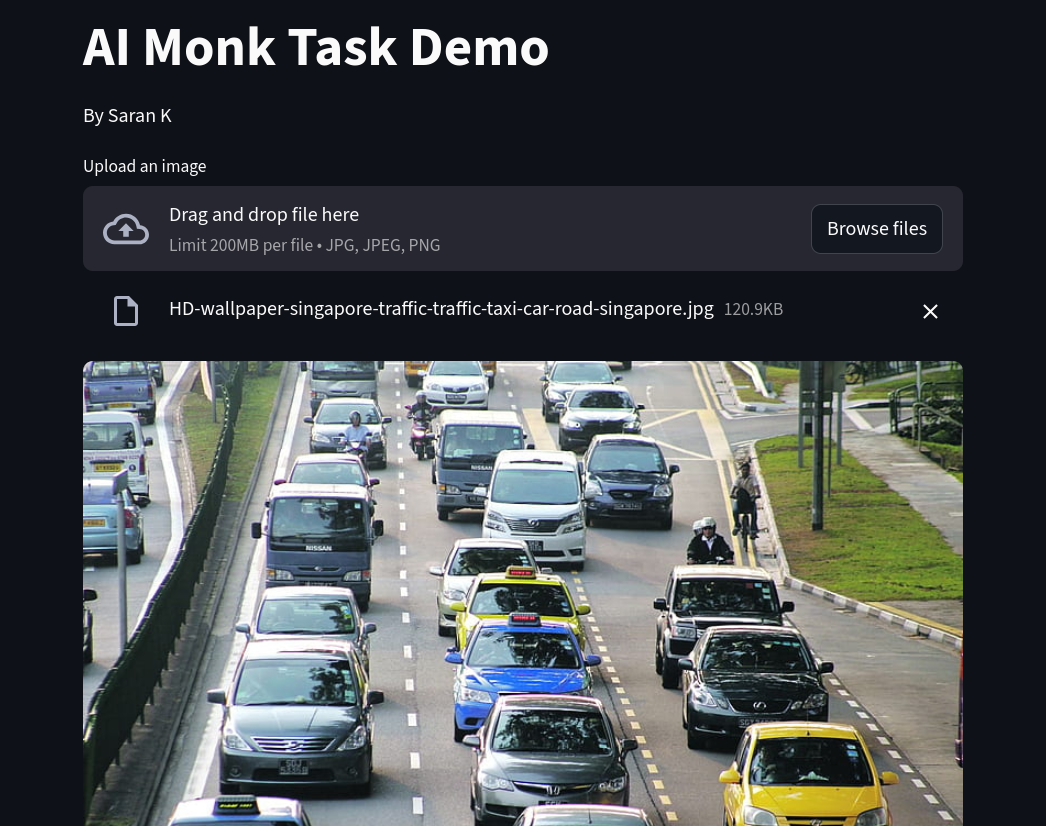 AI Monk Task Demo
By Saran K
Upload an image
Drag and drop file here
Limit 200MB per file • JPG, JPEG, PNG
Browse files
HD-wallpaper-singapore-traffic-traffic-taxi-car-road-singapore.jpg 120.9KB
NISSAN
NISSAN